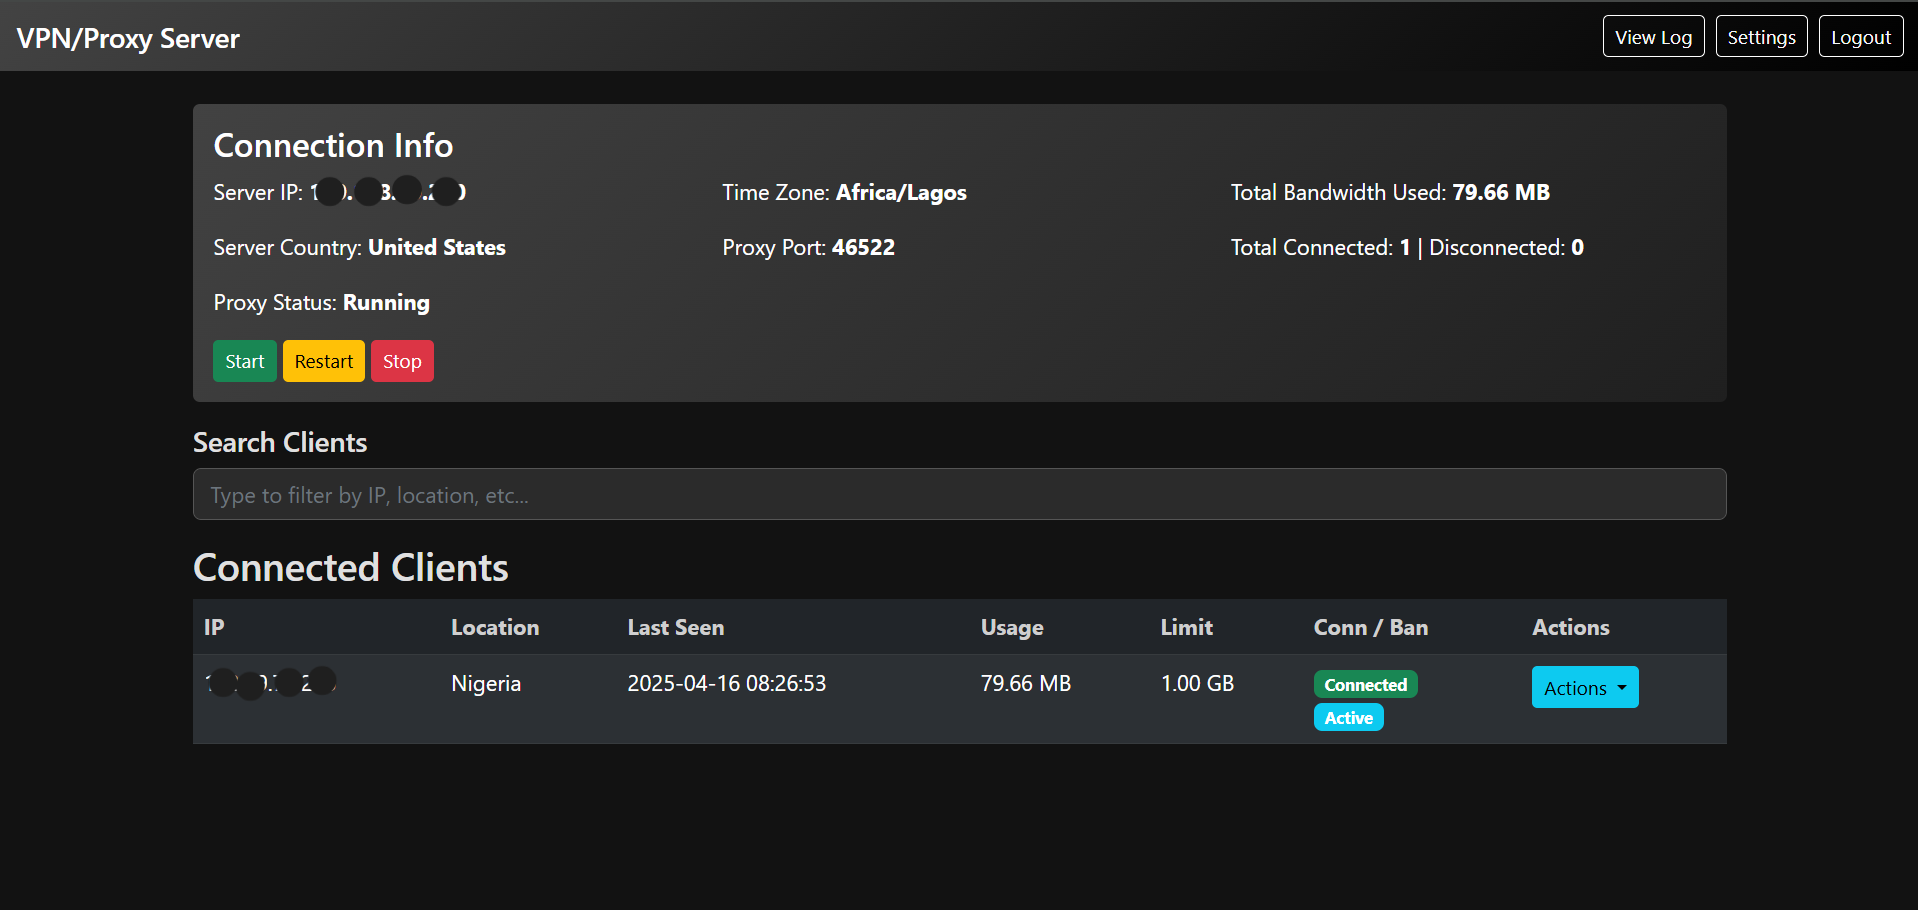 VPN/Proxy Server
View Log
Settings
Logout
Connection Info
Server IP:
Time Zone: Africa/Lagos
Total Bandwidth Used: 79.66 MB
Server Country: United States
Proxy Port: 46522
Total Connected: 1 | Disconnected: 0
Proxy Status: Running
Start Restart Stop
Search Clients
Type to filter by IP, location, etc...
Connected Clients
IP Location Last Seen Usage Limit Conn / Ban Actions
Nigeria 2025-04-16 08:26:53 79.66 MB 1.00 GB Connected Actions
Active